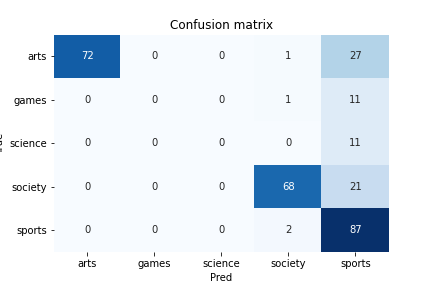 Confusion matrix
arts 72 0 0 1 27
games 0 0 0 1 11
science 0 0 0 0 11
society 0 0 0 68 21
sports 0 0 0 2 87
arts games science society sports
Pred